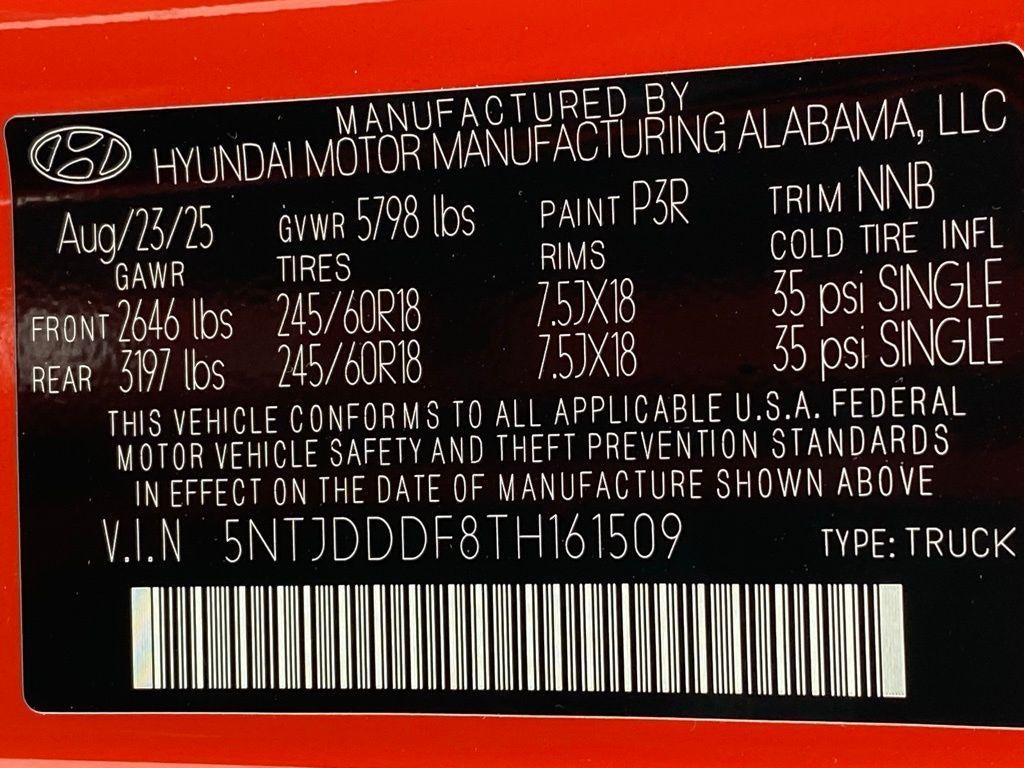 MANUFACTURED BY
HYUNDAI MOTOR MANUFACTURING ALABAMA, LLC
Aug/23/25 GVWR 5798 lbs PAINT P3R TRIM NNB
GAWR TIRES RIMS COLD TIRE INFL
FRONT 2646 lbs 245/60R18 7.5JX18 35 psi SINGLE
REAR 3197 lbs 245/60R18 7.5JX18 35 psi SINGLE
THIS VEHICLE CONFORMS TO ALL APPLICABLE U.S.A. FEDERAL
MOTOR VEHICLE SAFETY AND THEFT PREVENTION STANDARDS
IN EFFECT ON THE DATE OF MANUFACTURE SHOWN ABOVE
V.I.N 5NTJDDDF8TH161509 TYPE: TRUCK